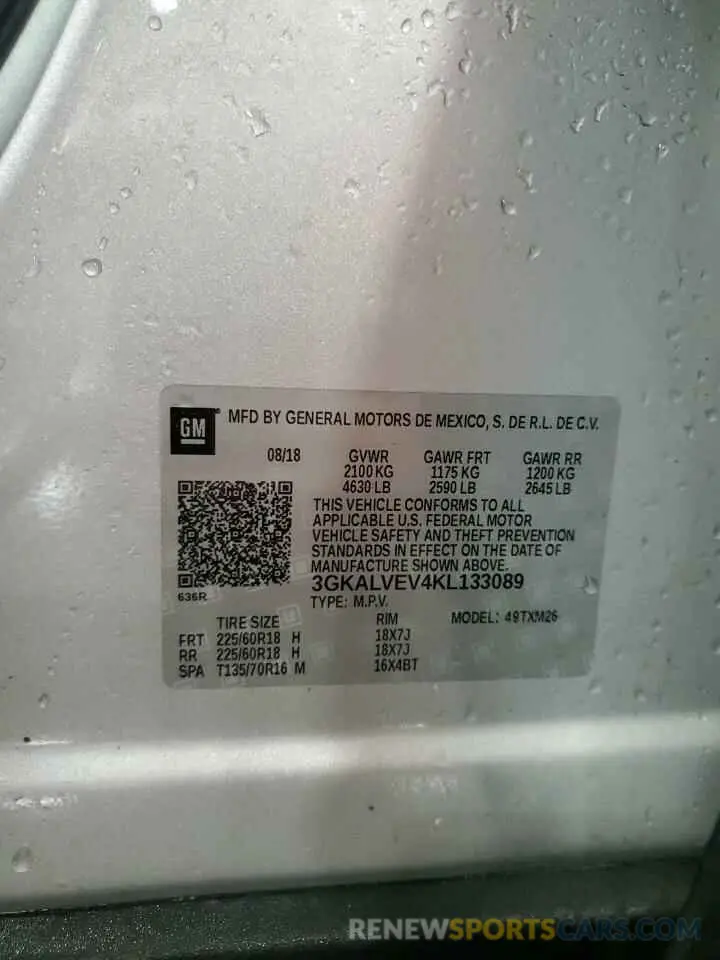 GM
MFD BY GENERAL MOTORS DE MEXICO, S. DE R.L. DE C.V.
08/18 GVWR GAWR FRT GAWR RR
2100 KG 1175 KG 1200 KG
4630 LB 2590 LB 2645 LB
THIS VEHICLE CONFORMS TO ALL
APPLICABLE U.S. FEDERAL MOTOR
VEHICLE SAFETY AND THEFT PREVENTION
STANDARDS IN EFFECT ON THE DATE OF
MANUFACTURE SHOWN ABOVE.
3GKALVEV4KL133089
636R
TYPE: M.P.V.
TIRE SIZE RIM MODEL: 49TXM26
FRT 225/60R18 H 18X7J
RR 225/60R18 H 18X7J
SPA T135/70R16 M 16X4BT
RENEWSPORTSCARS.COM